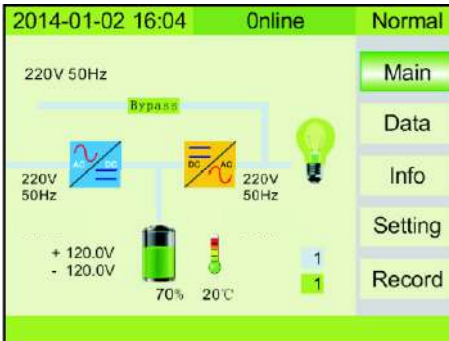 2014-01-02 16:04 Online Normal
220V 50Hz
Main
Bypass
Data
AC DC
DC AC
220V
50Hz
220V
50Hz
Info
Setting
+ 120.0V
- 120.0V
1
1
Record
70% 20℃